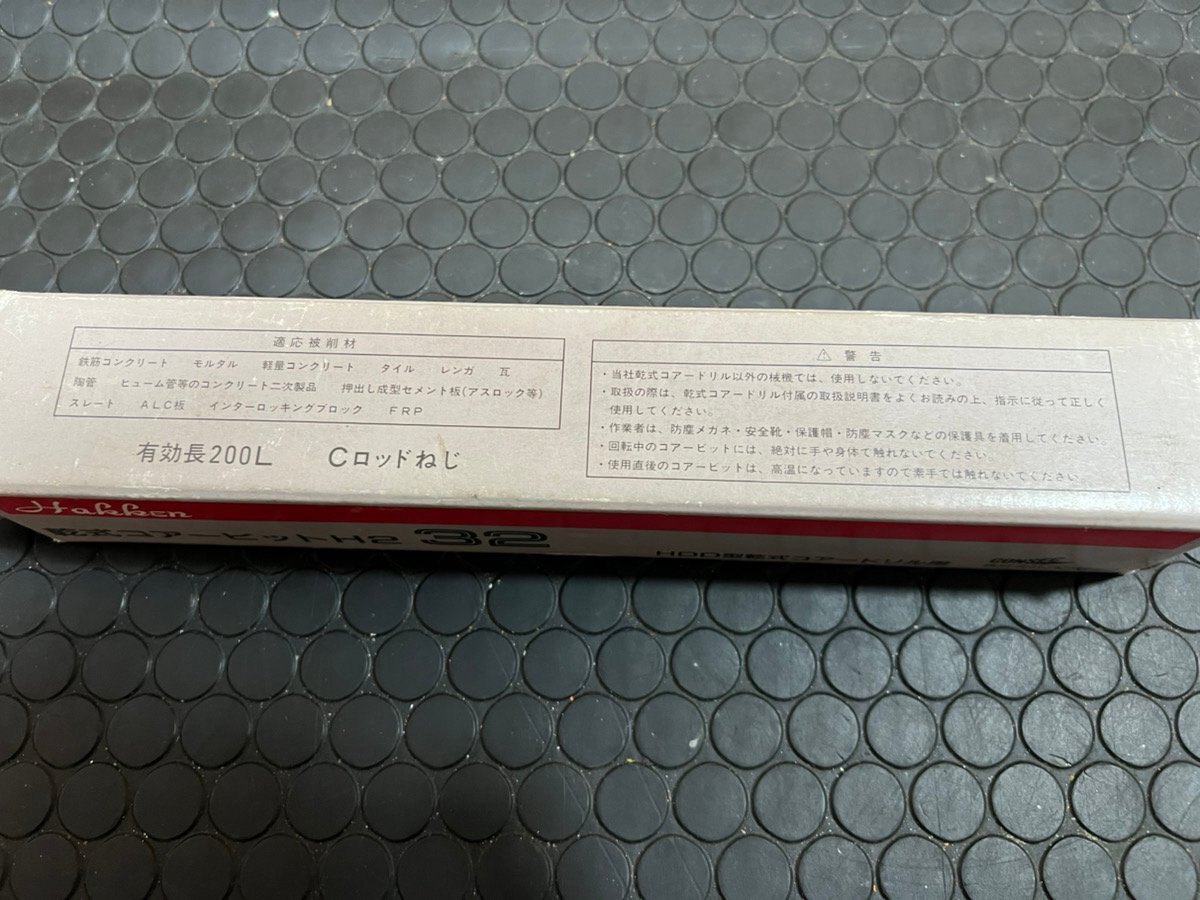 適応被削材
鉄筋コンクリート モルタル 軽量コンクリート タイル レンガ 瓦
陶管 ヒューム管等のコンクリート二次製品 押出し成型セメント板(アスロック等)
スレート ALC板 インターロッキングブロック FRP
有効長200L Cロッドねじ
⚠ 警告
・当社乾式コアードリル以外の械機では、使用しないでください。
・取扱の際は、乾式コアードリル付属の取扱説明書をよくお読みの上、指示に従って正しく
使用してください。
・作業者は、防塵メガネ・安全靴・保護帽・防塵マスクなどの保護具を着用してください。
・回転中のコアービットには、絶対に手や身体で触れないでください。
・使用直後のコアービットは、高温になっていますので素手では触れないでください
Hakken
乾式コアービットH2 32 HDD型乾式コアードリル用